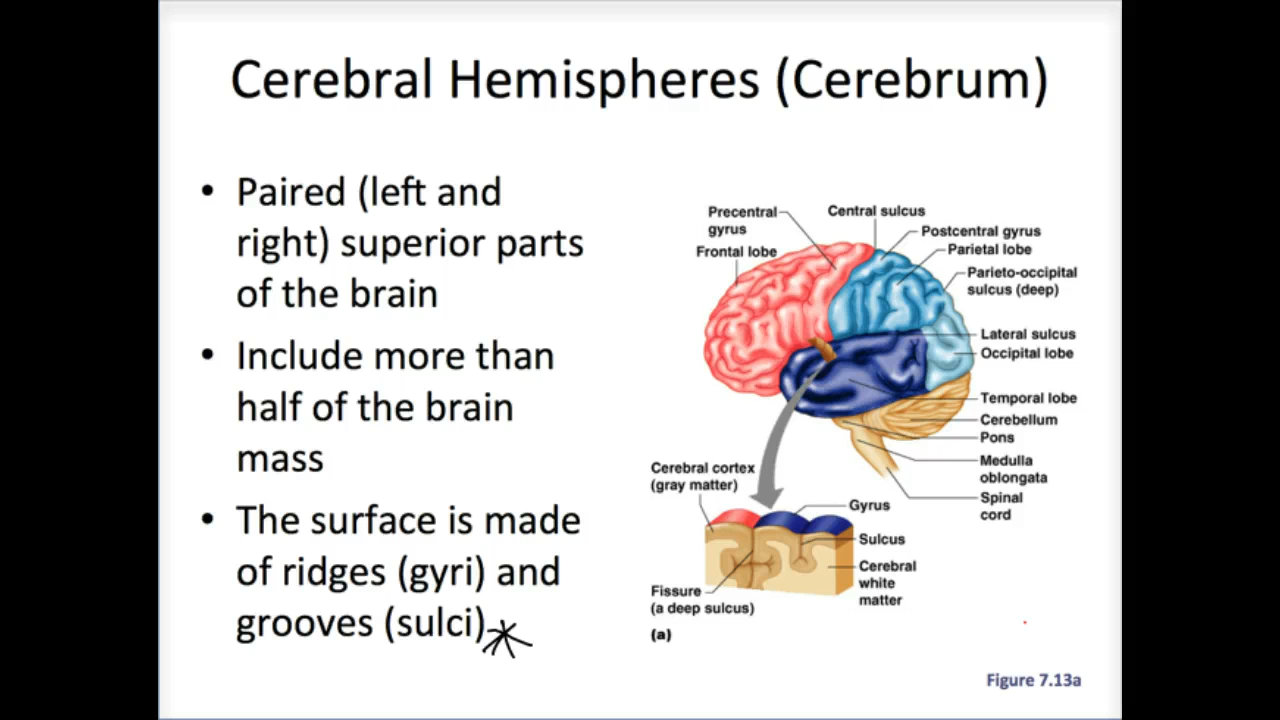 Cerebral Hemispheres (Cerebrum)
• Paired (left and
right) superior parts
of the brain
• Include more than
half of the brain
mass
• The surface is made
of ridges (gyri) and
grooves (sulci)
Precentral
gyrus
Frontal lobe
Central sulcus
Postcentral gyrus
Parietal lobe
Parieto-occipital
sulcus (deep)
Lateral sulcus
Occipital lobe
Temporal lobe
Cerebellum
Pons
Medulla
oblongata
Spinal
cord
Cerebral cortex
(gray matter)
Gyrus
Sulcus
Cerebral
white
matter
Fissure
(a deep sulcus)
(a)
Figure 7.13a